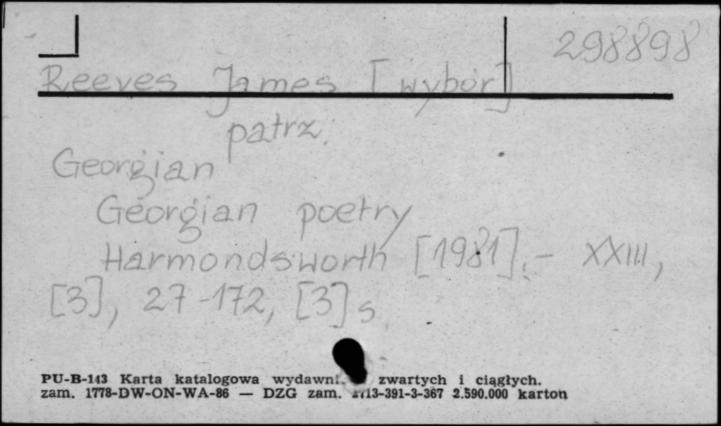 298898
Reeves James [wybór]
patrz:
Georgian
Georgian poetry
Harmondsworth [1981].- XXIII,
[3], 27-172, [3] s
PU-B-143 Karta katalogowa zwartych i ciągłych.
zam. 1778-DW-ON-WA-86 — DZG zam. 2.590.000 karton